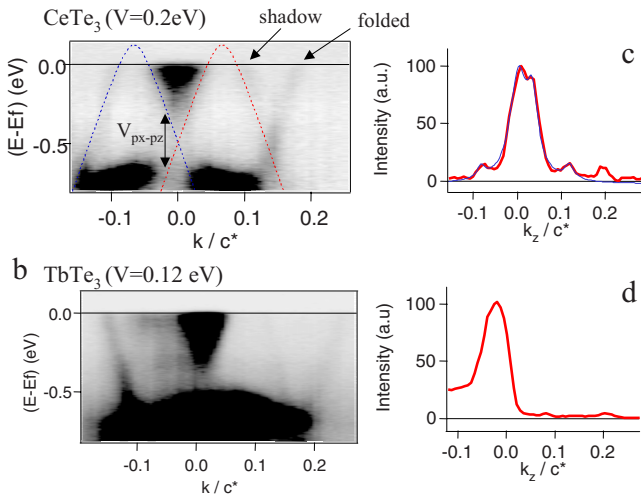 CeTe3 (V=0.2eV)
shadow
folded
(E-Ef) (eV)
0.0
-0.5
Vpx-pz
-0.1 0.0 0.1 0.2
k / c*
c
Intensity (a.u.)
100
50
0
0.0 0.1 0.2
kz / c*
b
TbTe3 (V=0.12 eV)
(E-Ef) (eV)
0.0
-0.5
-0.1 0.0 0.1 0.2
k / c*
d
Intensity (a.u)
100
50
0
-0.1 0.0 0.1 0.2
kz / c*